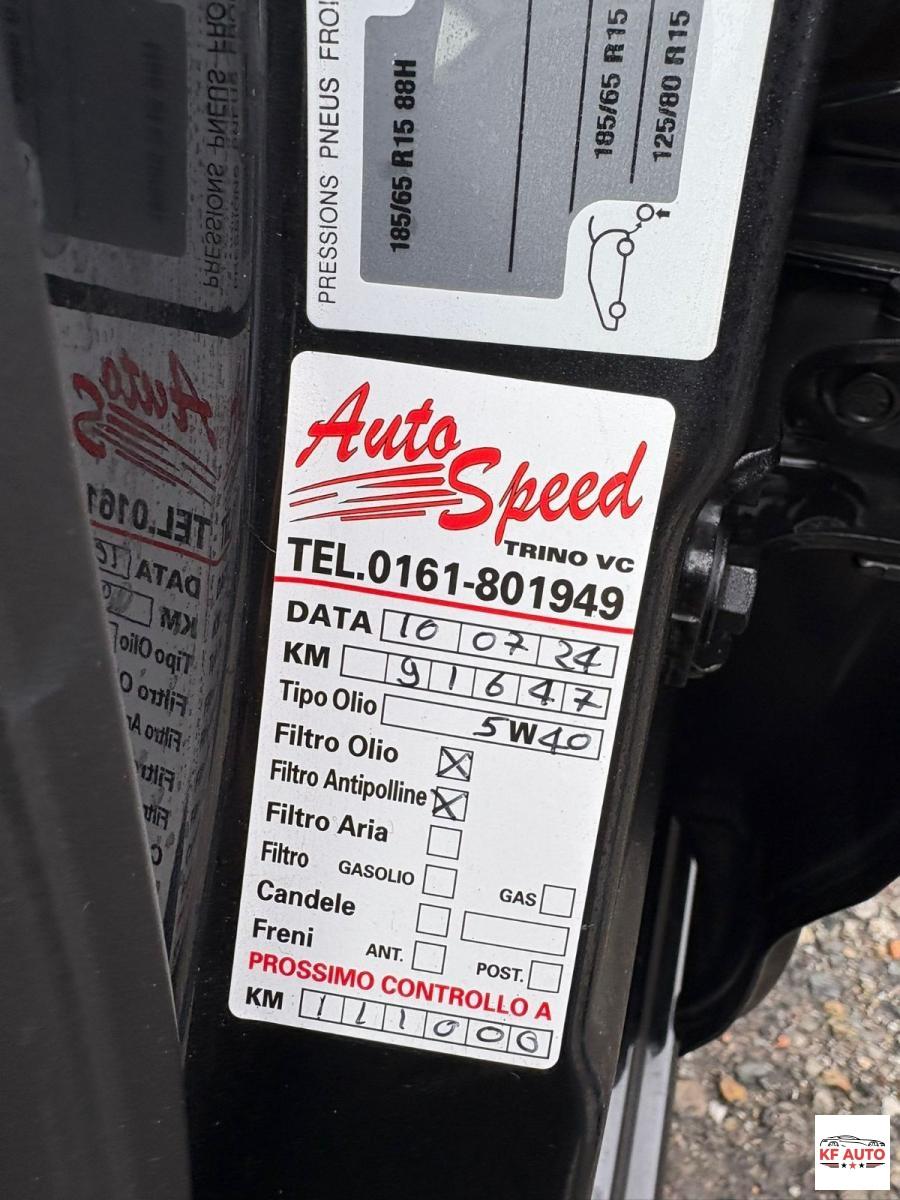 PRESSIONS PNEUS FROI
185/65 R15 88H
185/65 R15
125/80 R15
Auto
Speed
TRINO VC
TEL.0161-801949
DATA 10 07 24
KM 91647
Tipo Olio 5W40
Filtro Olio
Filtro Antipolline
Filtro Aria
Filtro GASOLIO GAS
Candele
Freni ANT. POST.
PROSSIMO CONTROLLO A
KM 111000
KF AUTO